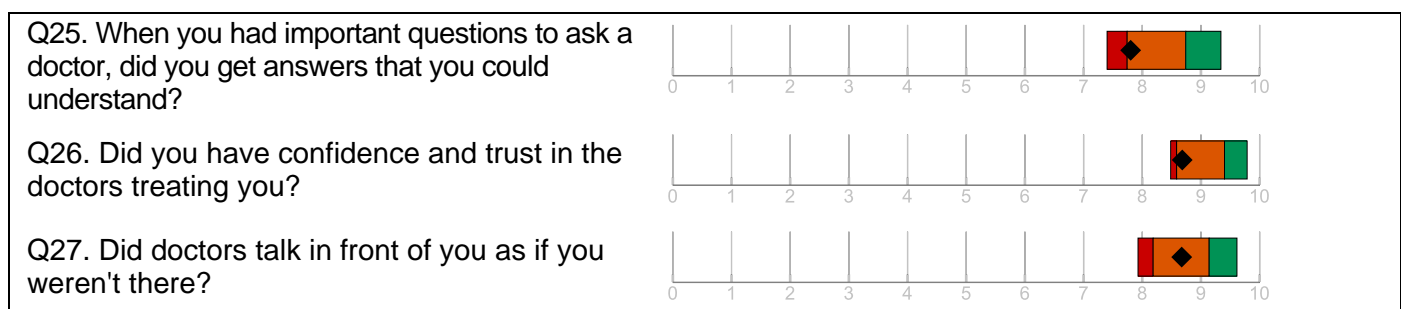 Q25. When you had important questions to ask a
doctor, did you get answers that you could
understand?
0 1 2 3 4 5 6 7 8 9 10
Q26. Did you have confidence and trust in the
doctors treating you?
0 1 2 3 4 5 6 7 8 9 10
Q27. Did doctors talk in front of you as if you
weren't there?
0 1 2 3 4 5 6 7 8 9 10